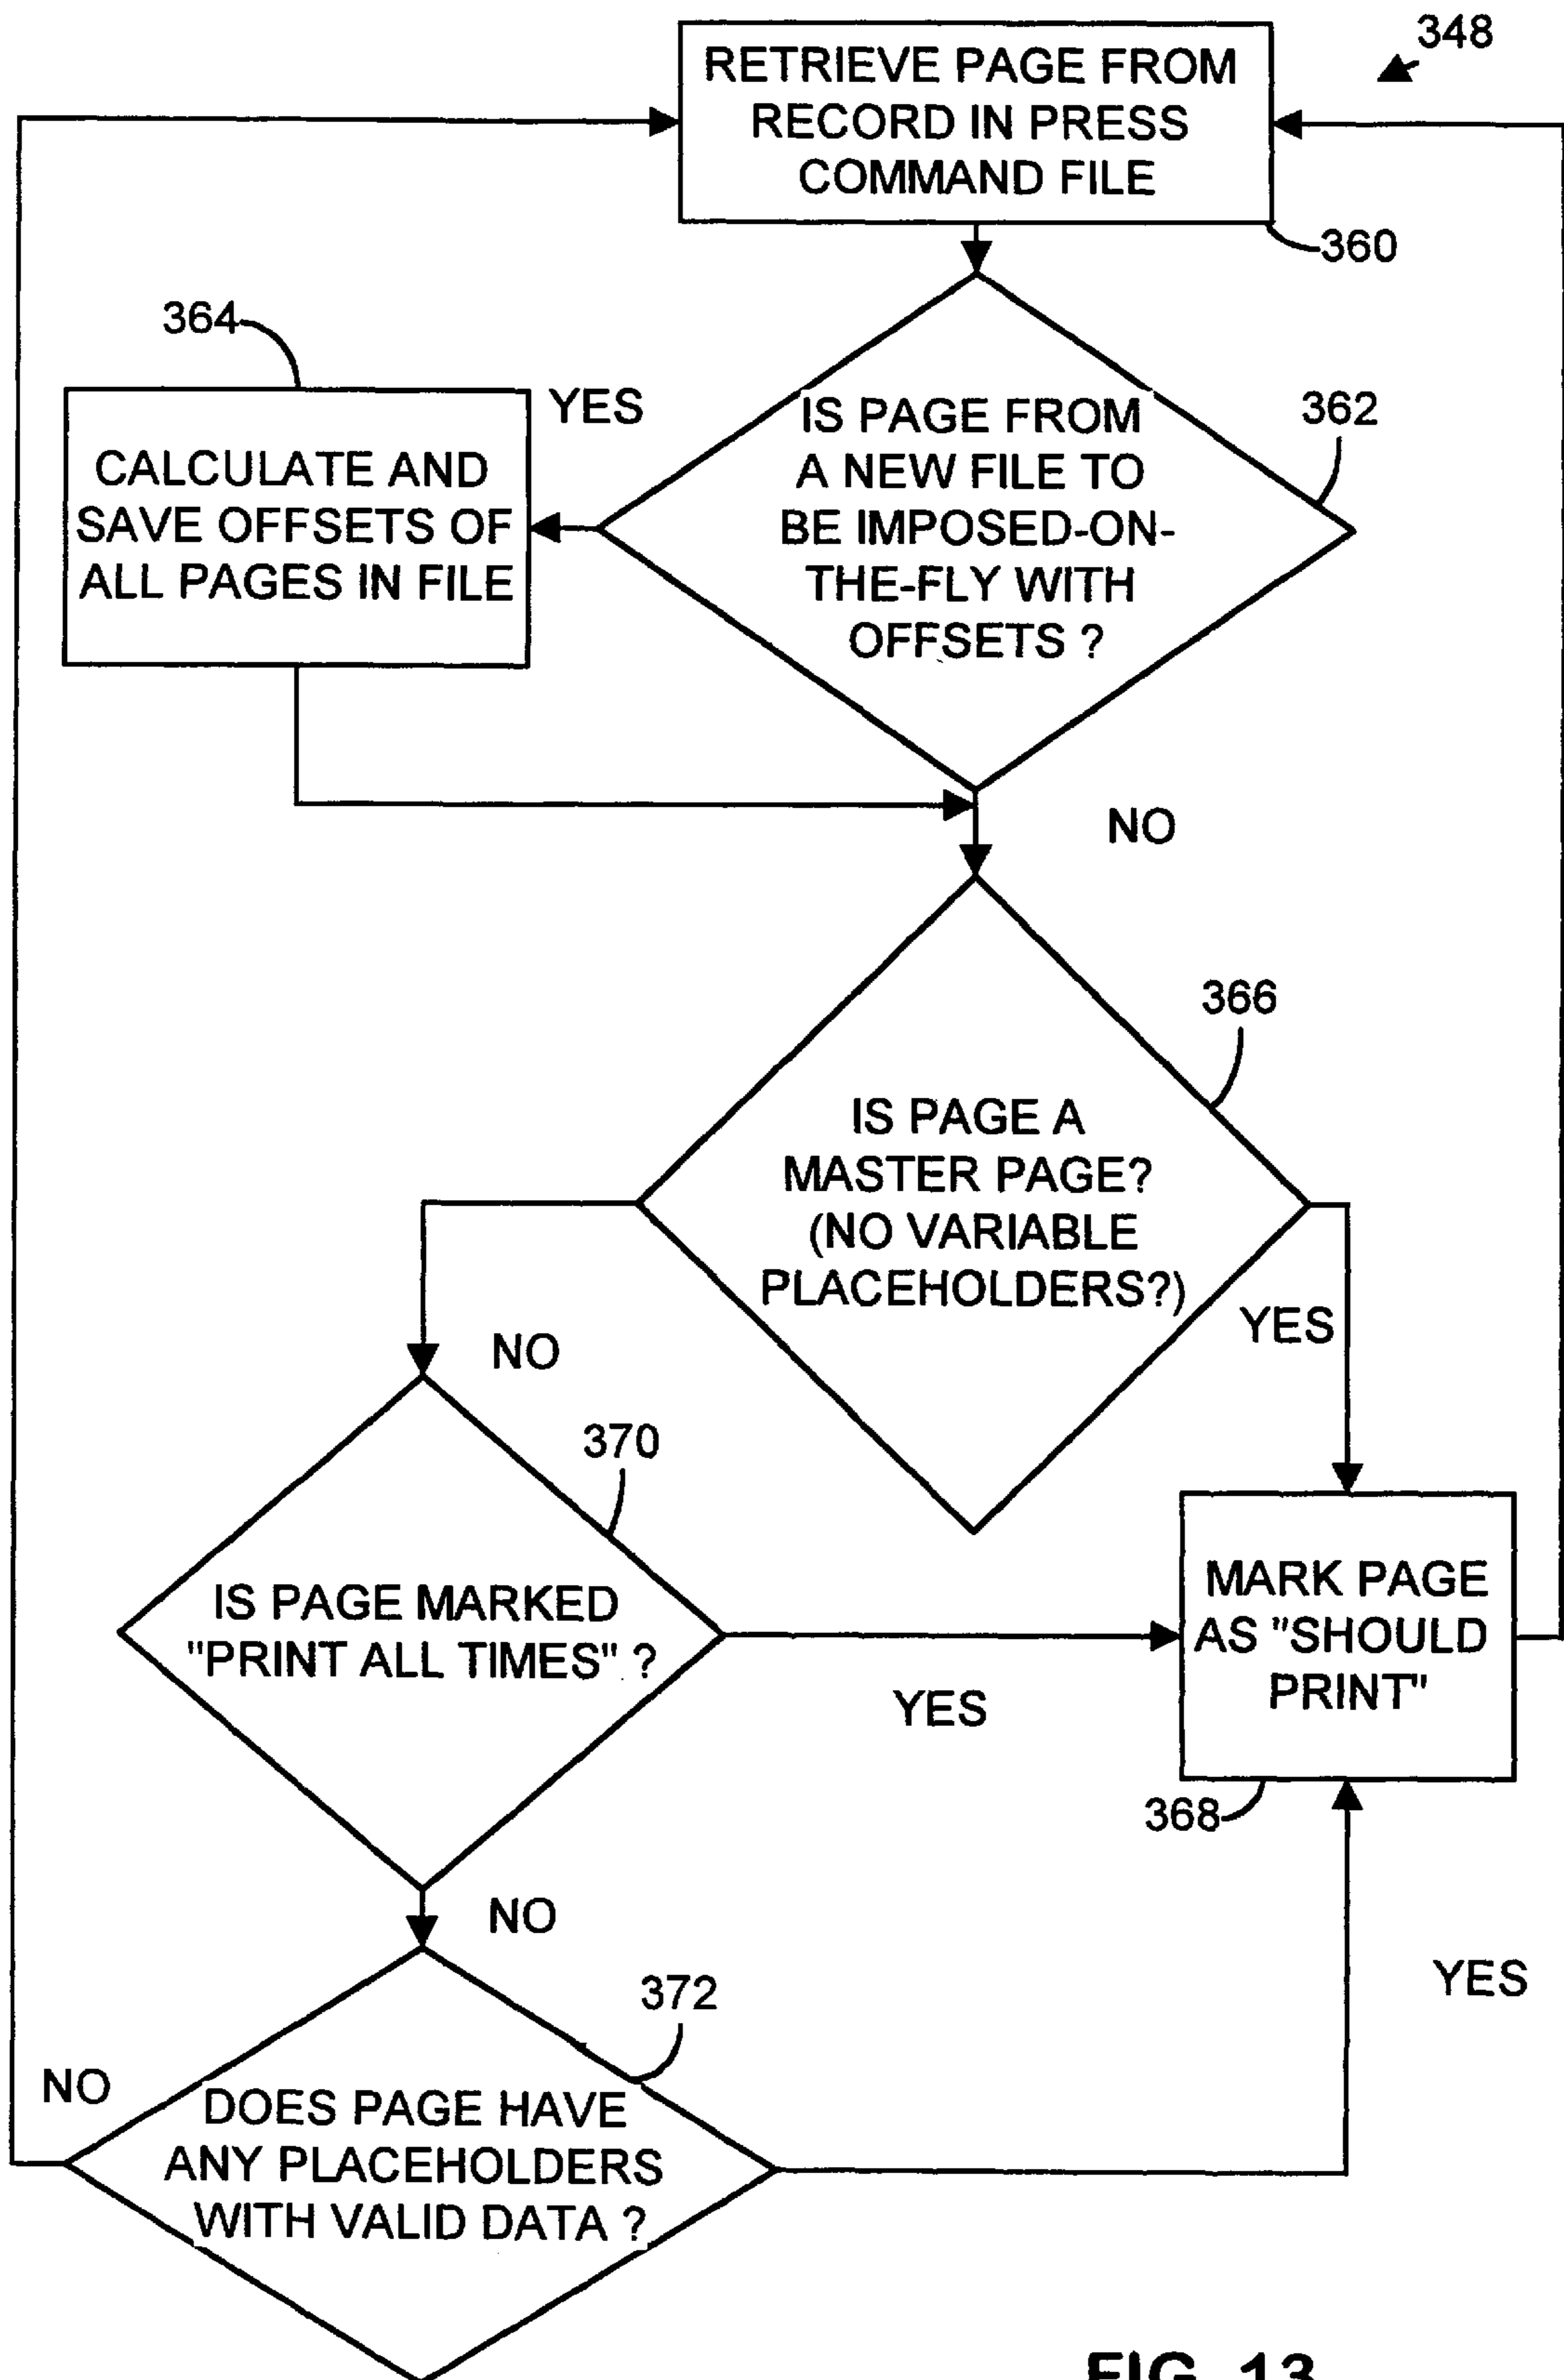 348
RETRIEVE PAGE FROM
RECORD IN PRESS
COMMAND FILE
360
364
YES
362
IS PAGE FROM
A NEW FILE TO
BE IMPOSED-ON-
THE-FLY WITH
OFFSETS ?
CALCULATE AND
SAVE OFFSETS OF
ALL PAGES IN FILE
NO
366
IS PAGE A
MASTER PAGE?
(NO VARIABLE
PLACEHOLDERS?)
YES
NO
370
IS PAGE MARKED
"PRINT ALL TIMES" ?
YES
MARK PAGE
AS "SHOULD
PRINT"
368
NO
372
YES
NO
DOES PAGE HAVE
ANY PLACEHOLDERS
WITH VALID DATA ?
FIG. 13